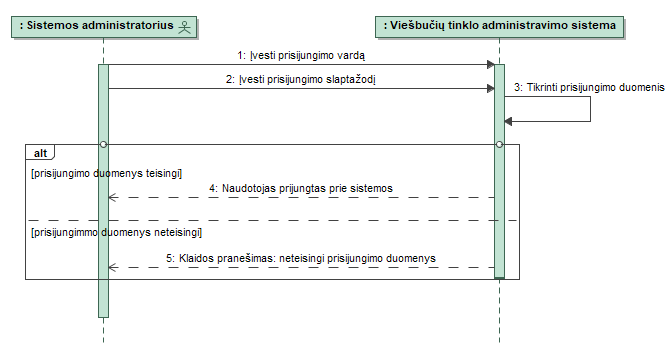 : Sistemos administratorius
: Viešbučių tinklo administravimo sistema
1: Įvesti prisijungimo vardą
2: Įvesti prisijungimo slaptažodį
3: Tikrinti prisijungimo duomenis
alt
[prisijungimo duomenys teisingi]
4: Naudotojas prijungtas prie sistemos
[prisijungimmo duomenys neteisingi]
5: Klaidos pranešimas: neteisingi prisijungimo duomenys